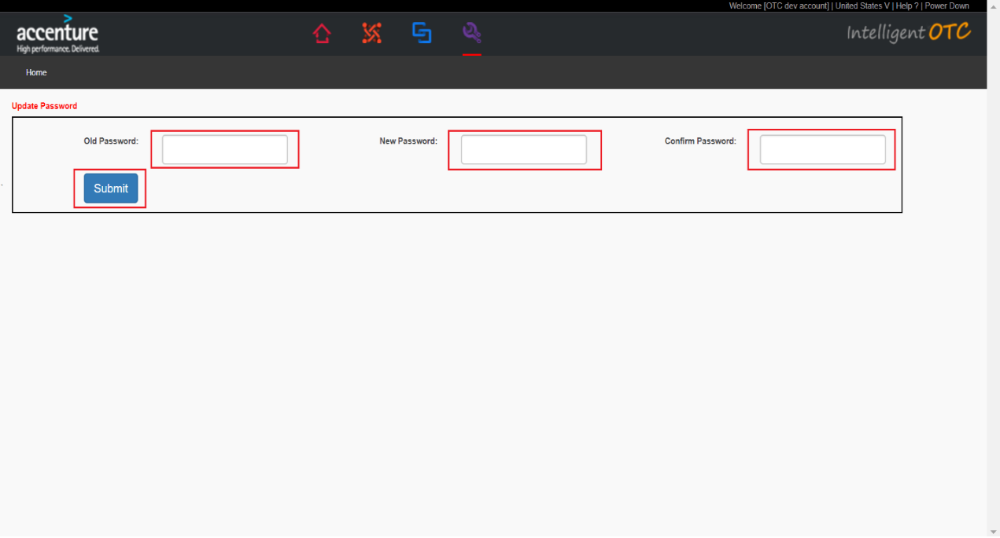 Welcome [OTC dev account] | United States V | Help ? | Power Down
accenture
High performance. Delivered.
Intelligent OTC
Home
Update Password
Old Password:
New Password:
Confirm Password:
Submit